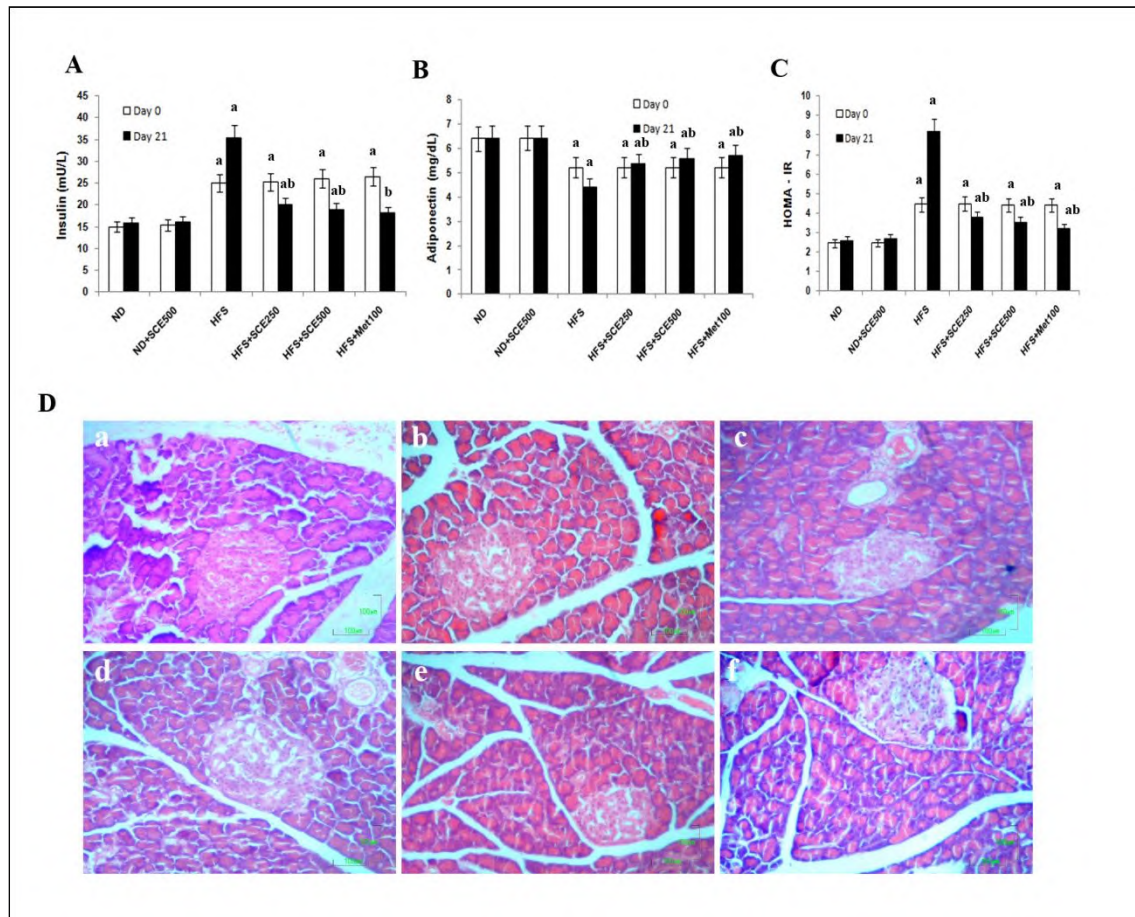 A
Insulin (mU/L)
45
40
35
30
25
20
15
10
5
0
Day 0
Day 21
a
a
a
ab
a
ab
a
b
ND
ND+SCE500
HFS
HFS+SCE250
HFS+SCE500
HFS+Met100
B
Adiponectin (mg/dL)
8
7
6
5
4
3
2
1
0
Day 0
Day 21
a
a
a
ab
a
ab
a
ab
ND
ND+SCE500
HFS
HFS+SCE250
HFS+SCE500
HFS+Met100
C
HOMA - IR
10
9
8
7
6
5
4
3
2
1
0
Day 0
Day 21
a
a
a
ab
a
ab
a
ab
ND
ND+SCE500
HFS
HFS+SCE250
HFS+SCE500
HFS+Met100
D
a
100µm
100µm
b
c
100µm
d
e
f